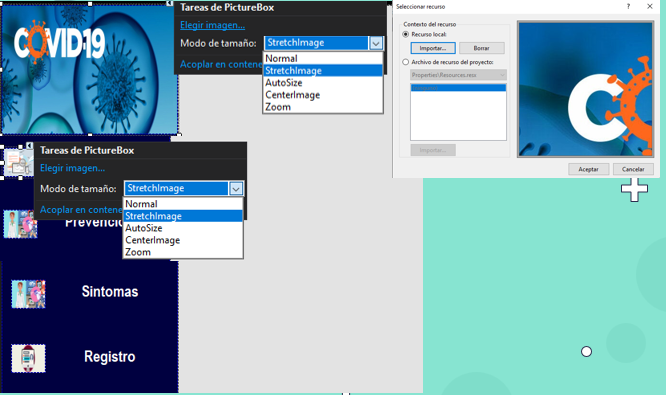 COVID19
Tareas de PictureBox
Elegir imagen...
Modo de tamaño: StretchImage
Acoplar en contene
Normal
StretchImage
AutoSize
CenterImage
Zoom
Seleccionar recurso
Contexto del recurso
Recurso local:
Importar... Borrar
Archivo de recurso del proyecto:
Properties\Resources.resx
Importar...
CO
Aceptar Cancelar
Tareas de PictureBox
Elegir imagen...
Modo de tamaño: StretchImage
Acoplar en contene
Normal
StretchImage
AutoSize
CenterImage
Zoom
Prevenció
Sintomas
Registro